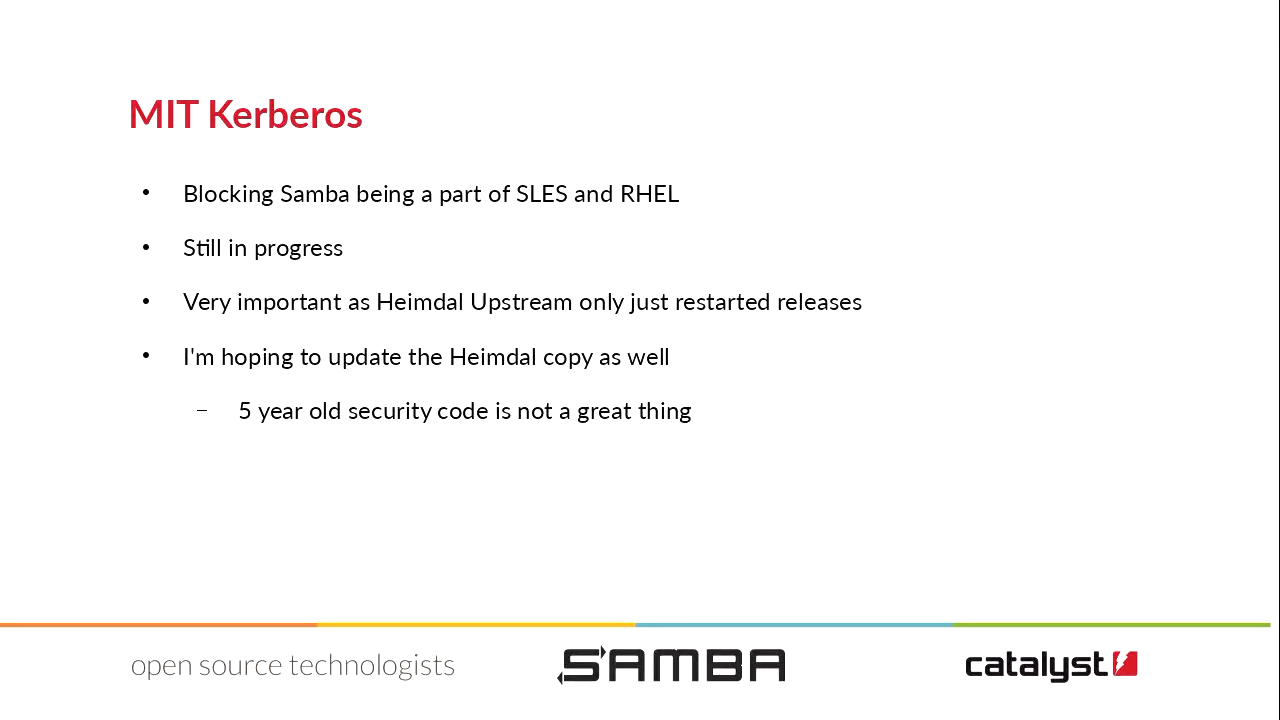 MIT Kerberos
• Blocking Samba being a part of SLES and RHEL
• Still in progress
• Very important as Heimdal Upstream only just restarted releases
• I'm hoping to update the Heimdal copy as well
– 5 year old security code is not a great thing
open source technologists
SAMBA
catalyst